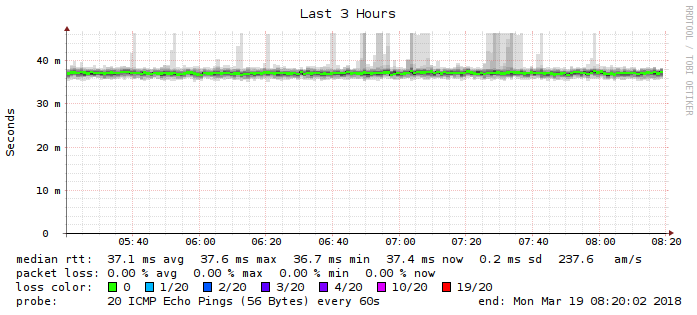 Last 3 Hours
RRDTOOL / TOBI OETIKER
Seconds
40 m
30 m
20 m
10 m
0
05:40 06:00 06:20 06:40 07:00 07:20 07:40 08:00 08:20
median rtt: 37.1 ms avg 37.6 ms max 36.7 ms min 37.4 ms now 0.2 ms sd 237.6 am/s
packet loss: 0.00 % avg 0.00 % max 0.00 % min 0.00 % now
loss color: 0 1/20 2/20 3/20 4/20 10/20 19/20
probe: 20 ICMP Echo Pings (56 Bytes) every 60s end: Mon Mar 19 08:20:02 2018